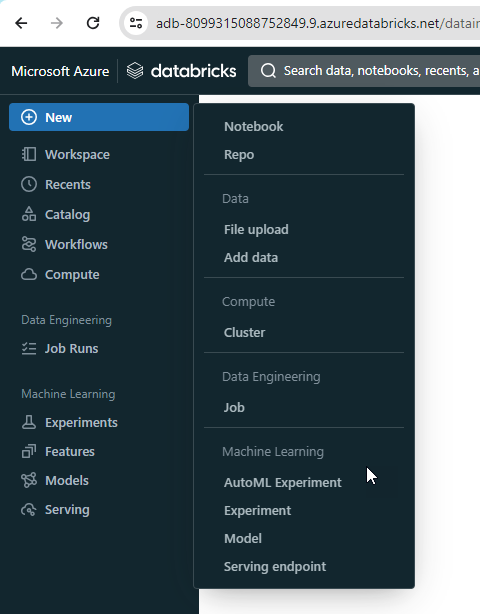 adb-8099315088752849.9.azuredatabricks.net/datain
Microsoft Azure databricks Search data, notebooks, recents, a
New
Workspace
Recents
Catalog
Workflows
Compute
Data Engineering
Job Runs
Machine Learning
Experiments
Features
Models
Serving
Notebook
Repo
Data
File upload
Add data
Compute
Cluster
Data Engineering
Job
Machine Learning
AutoML Experiment
Experiment
Model
Serving endpoint